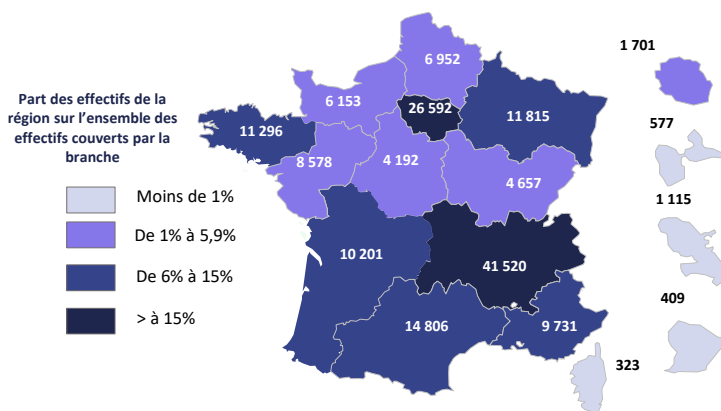 Part des effectifs de la
région sur l'ensemble des
effectifs couverts par la
branche
Moins de 1%
De 1% à 5,9%
De 6% à 15%
> à 15%
6 952
6 153
26 592
11 296
11 815
8 578
4 192
4 657
10 201
41 520
14 806
9 731
323
1 701
577
1 115
409